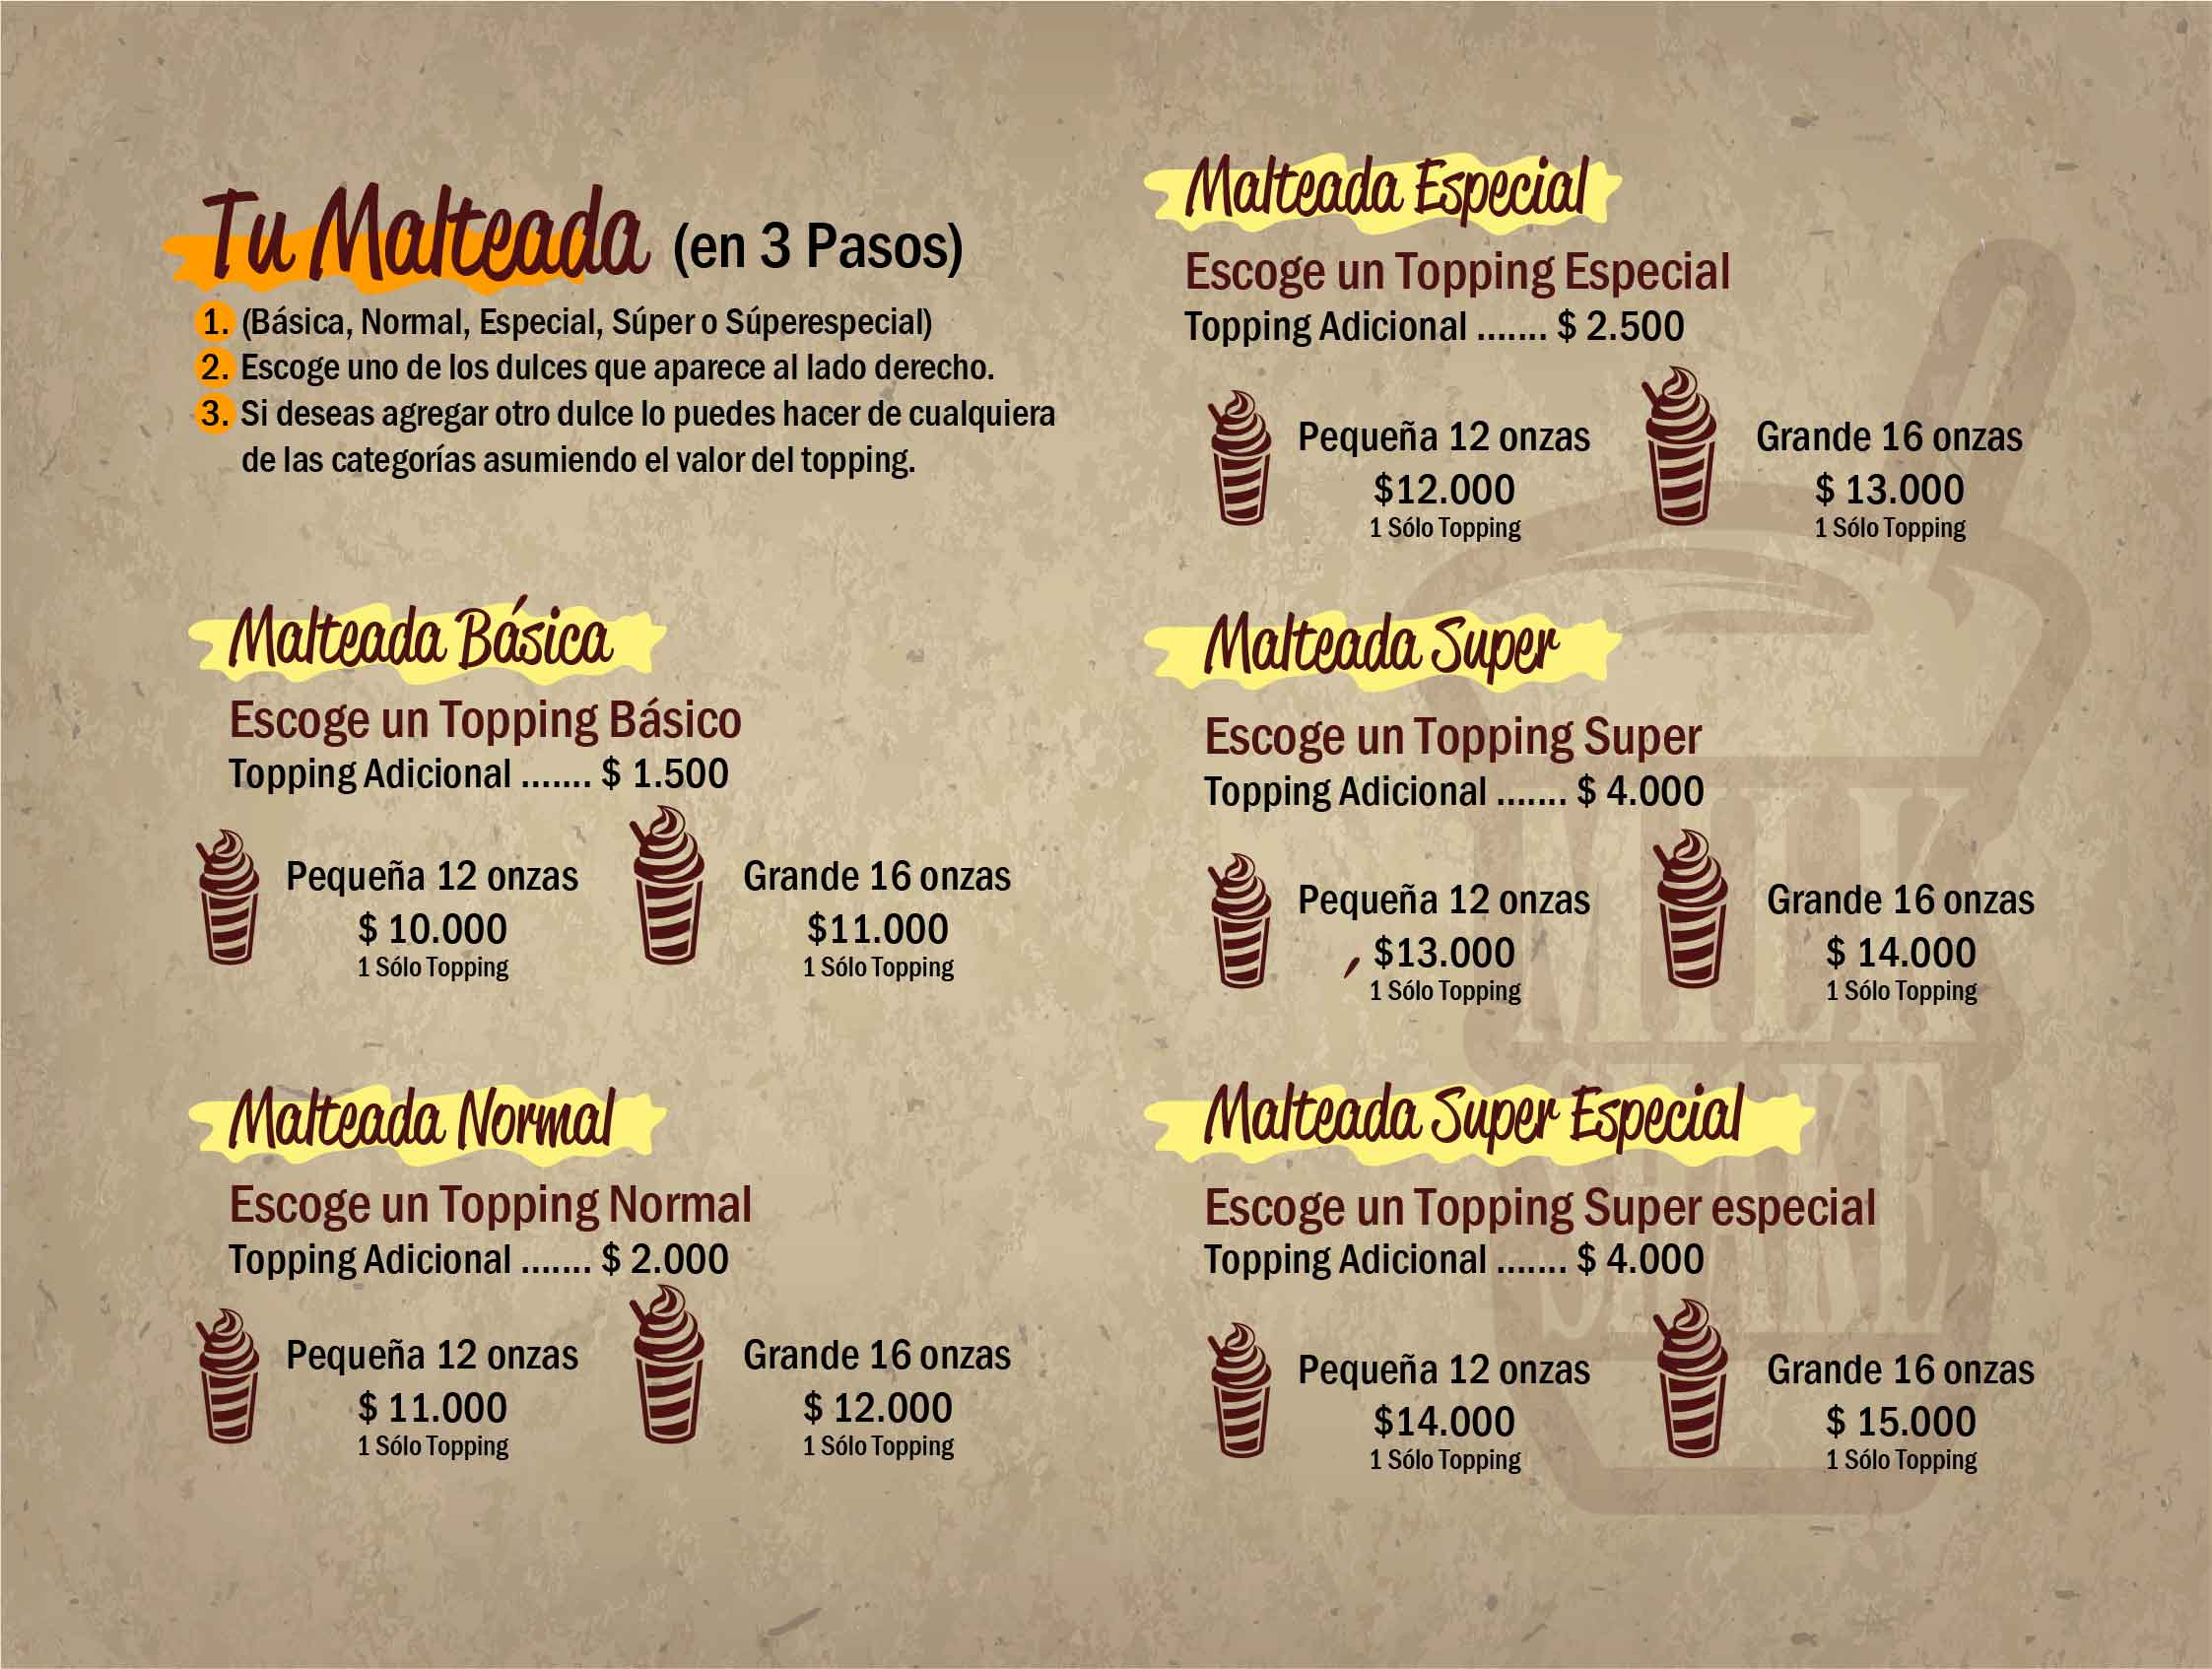 Tu Malteada (en 3 Pasos)
1. (Básica, Normal, Especial, Súper o Súperespecial)
2. Escoge uno de los dulces que aparece al lado derecho.
3. Si deseas agregar otro dulce lo puedes hacer de cualquiera
de las categorías asumiendo el valor del topping.
Malteada Básica
Escoge un Topping Básico
Topping Adicional ....... $ 1.500
Pequeña 12 onzas
$ 10.000
1 Sólo Topping
Grande 16 onzas
$11.000
1 Sólo Topping
Malteada Normal
Escoge un Topping Normal
Topping Adicional ....... $ 2.000
Pequeña 12 onzas
$ 11.000
1 Sólo Topping
Grande 16 onzas
$ 12.000
1 Sólo Topping
Malteada Especial
Escoge un Topping Especial
Topping Adicional ....... $ 2.500
Pequeña 12 onzas
$12.000
1 Sólo Topping
Grande 16 onzas
$ 13.000
1 Sólo Topping
Malteada Super
Escoge un Topping Super
Topping Adicional ....... $ 4.000
Pequeña 12 onzas
$13.000
1 Sólo Topping
Grande 16 onzas
$ 14.000
1 Sólo Topping
Malteada Super Especial
Escoge un Topping Super especial
Topping Adicional ....... $ 4.000
Pequeña 12 onzas
$14.000
1 Sólo Topping
Grande 16 onzas
$ 15.000
1 Sólo Topping
MILK
SHAKE